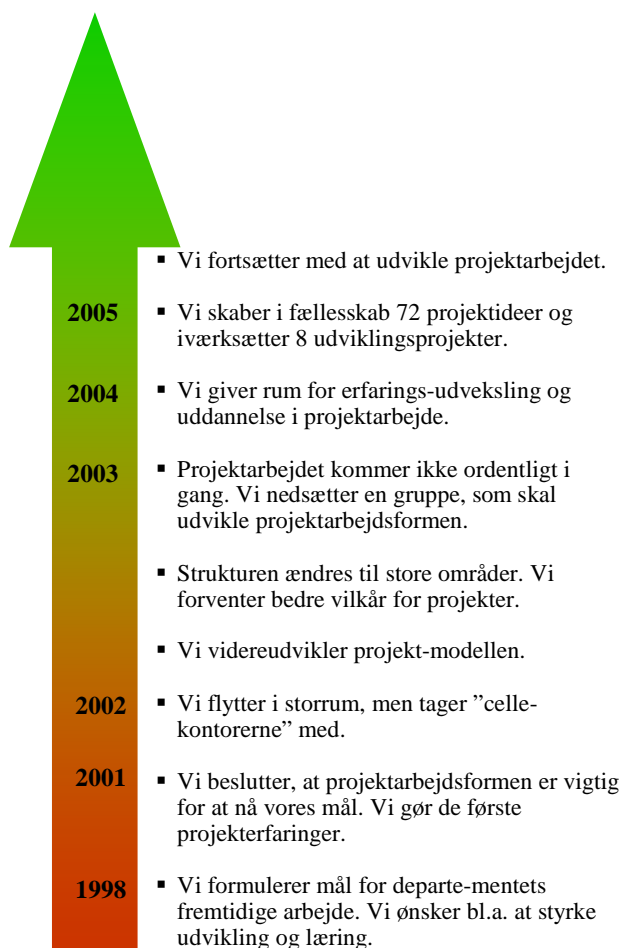 ▪ Vi fortsætter med at udvikle projektarbejdet.
2005 ▪ Vi skaber i fællesskab 72 projektideer og
iværksætter 8 udviklingsprojekter.
2004 ▪ Vi giver rum for erfarings-udveksling og
uddannelse i projektarbejde.
2003 ▪ Projektarbejdet kommer ikke ordentligt i
gang. Vi nedsætter en gruppe, som skal
udvikle projektarbejdsformen.
▪ Strukturen ændres til store områder. Vi
forventer bedre vilkår for projekter.
▪ Vi videreudvikler projekt-modellen.
2002 ▪ Vi flytter i storrum, men tager ”celle-
kontorerne” med.
2001 ▪ Vi beslutter, at projektarbejdsformen er vigtig
for at nå vores mål. Vi gør de første
projekterfaringer.
1998 ▪ Vi formulerer mål for departe-mentets
fremtidige arbejde. Vi ønsker bl.a. at styrke
udvikling og læring.